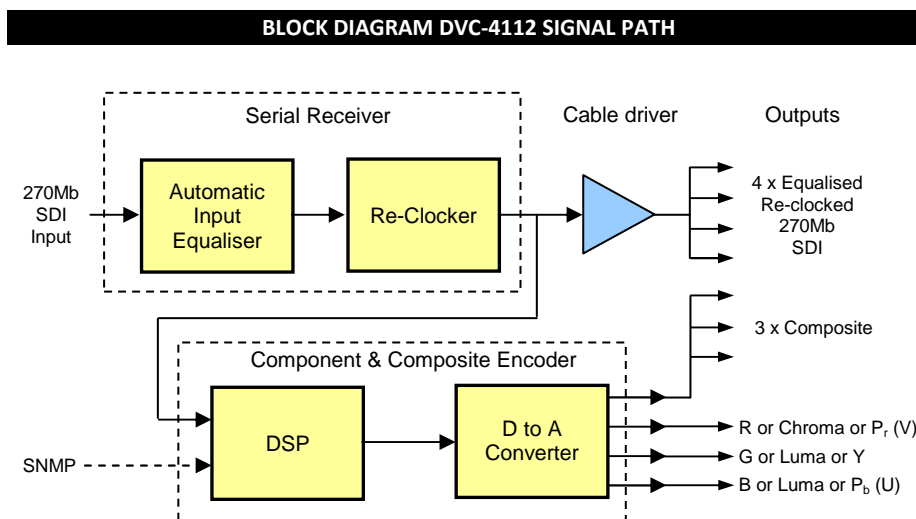 BLOCK DIAGRAM DVC-4112 SIGNAL PATH
Serial Receiver
Cable driver
Outputs
270Mb
SDI
Input
Automatic
Input
Equaliser
Re-Clocker
4 x Equalised
Re-clocked
270Mb
SDI
3 x Composite
Component & Composite Encoder
DSP
D to A
Converter
SNMP
R or Chroma or Pr (V)
G or Luma or Y
B or Luma or Pb (U)